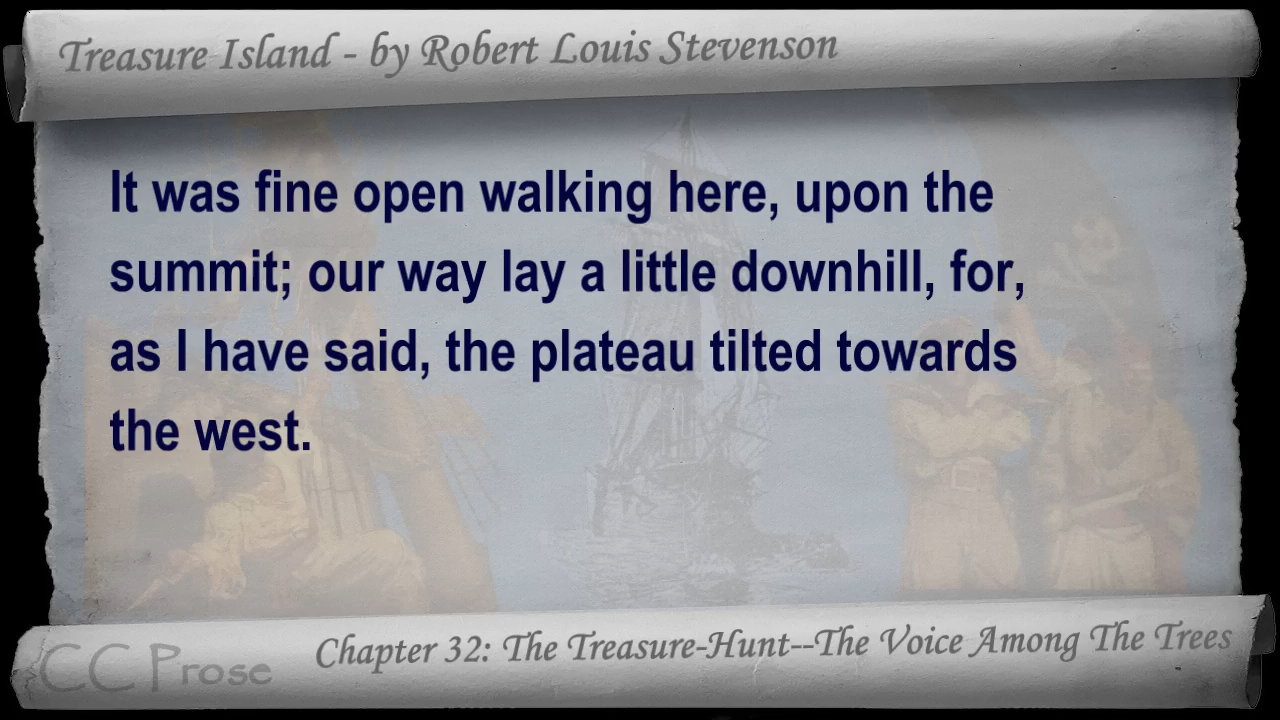 Treasure Island - by Robert Louis Stevenson
It was fine open walking here, upon the
summit; our way lay a little downhill, for,
as I have said, the plateau tilted towards
the west.
Chapter 32: The Treasure-Hunt--The Voice Among The Trees
CC Prose